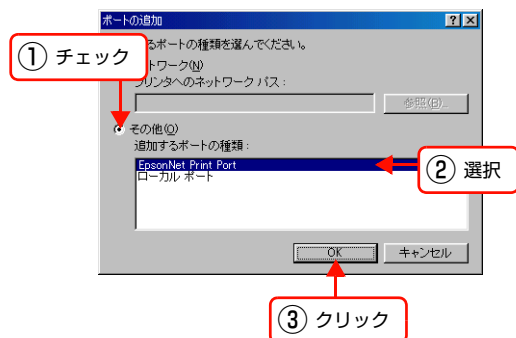 ポートの追加
るポートの種類を選んでください。
① チェック
トワーク(N)
プリンタへのネットワーク パス:
参照(B)...
その他(O)
追加するポートの種類:
EpsonNet Print Port
ローカル ポート
② 選択
OK
キャンセル
③ クリック